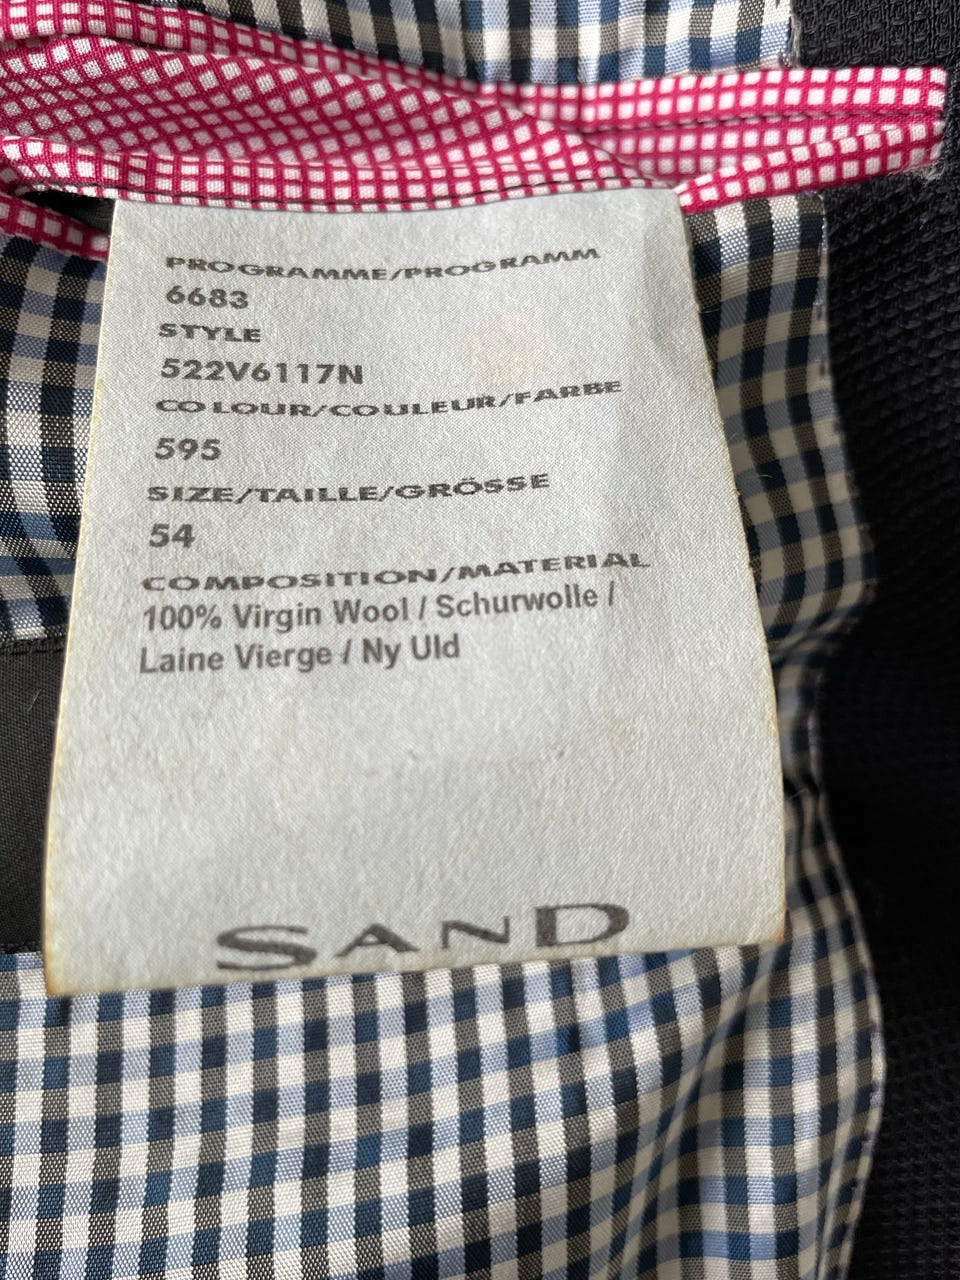 PROGRAMME/PROGRAMM
6683
STYLE
522V6117N
COLOUR/COULEUR/FARBE
595
SIZE/TAILLE/GRÖSSE
54
COMPOSITION/MATERIAL
100% Virgin Wool / Schurwolle /
Laine Vierge / Ny Uld
SAND